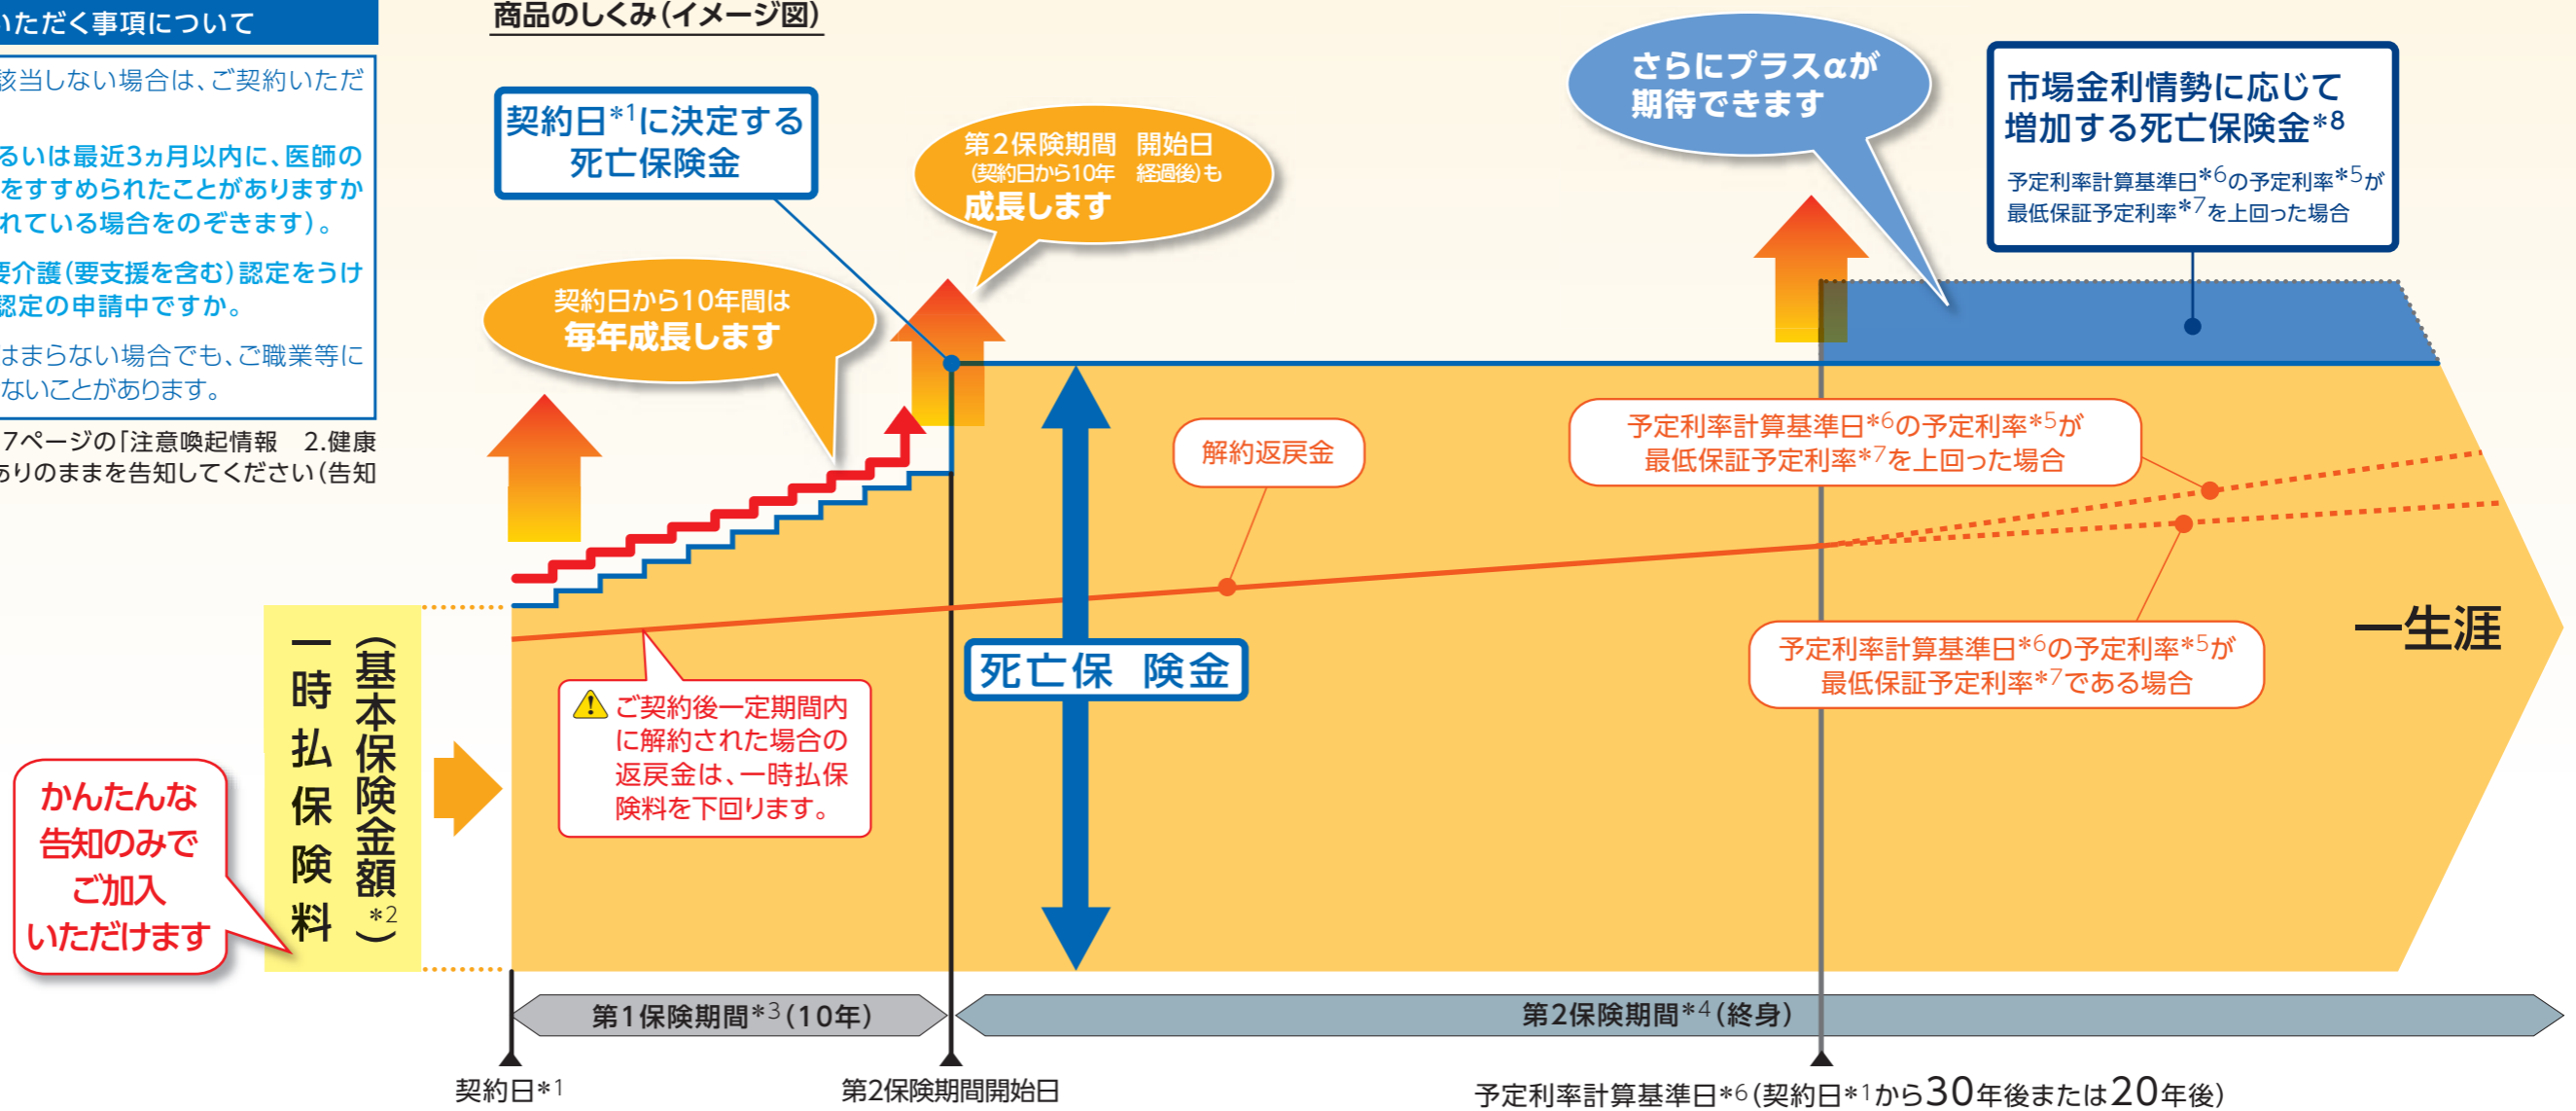 いただく事項について
該当しない場合は、ご契約いただ
るいは最近3ヵ月以内に、医師の
をすすめられたことがありますか
れている場合をのぞきます）。
要介護（要支援を含む）認定をうけ
認定の申請中ですか。
はまらない場合でも、ご職業等に
ないことがあります。
7ページの「注意喚起情報　2.健康
ありのままを告知してください（告知
商品のしくみ（イメージ図）
契約日*1に決定する
死亡保険金
第2保険期間　開始日
（契約日から10年　経過後）も
成長します
さらにプラスαが
期待できます
市場金利情勢に応じて
増加する死亡保険金*8
予定利率計算基準日*6の予定利率*5が
最低保証予定利率*7を上回った場合
契約日から10年間は
毎年成長します
解約返戻金
予定利率計算基準日*6の予定利率*5が
最低保証予定利率*7を上回った場合
予定利率計算基準日*6の予定利率*5が
最低保証予定利率*7である場合
一生涯
死亡保　険金
ご契約後一定期間内
に解約された場合の
返戻金は、一時払保
険料を下回ります。
一時払保険料
（基本保険金額*2）
かんたんな
告知のみで
ご加入
いただけます
第1保険期間*3（10年）
第2保険期間*4（終身）
契約日*1
第2保険期間開始日
予定利率計算基準日*6（契約日*1から30年後または20年後）